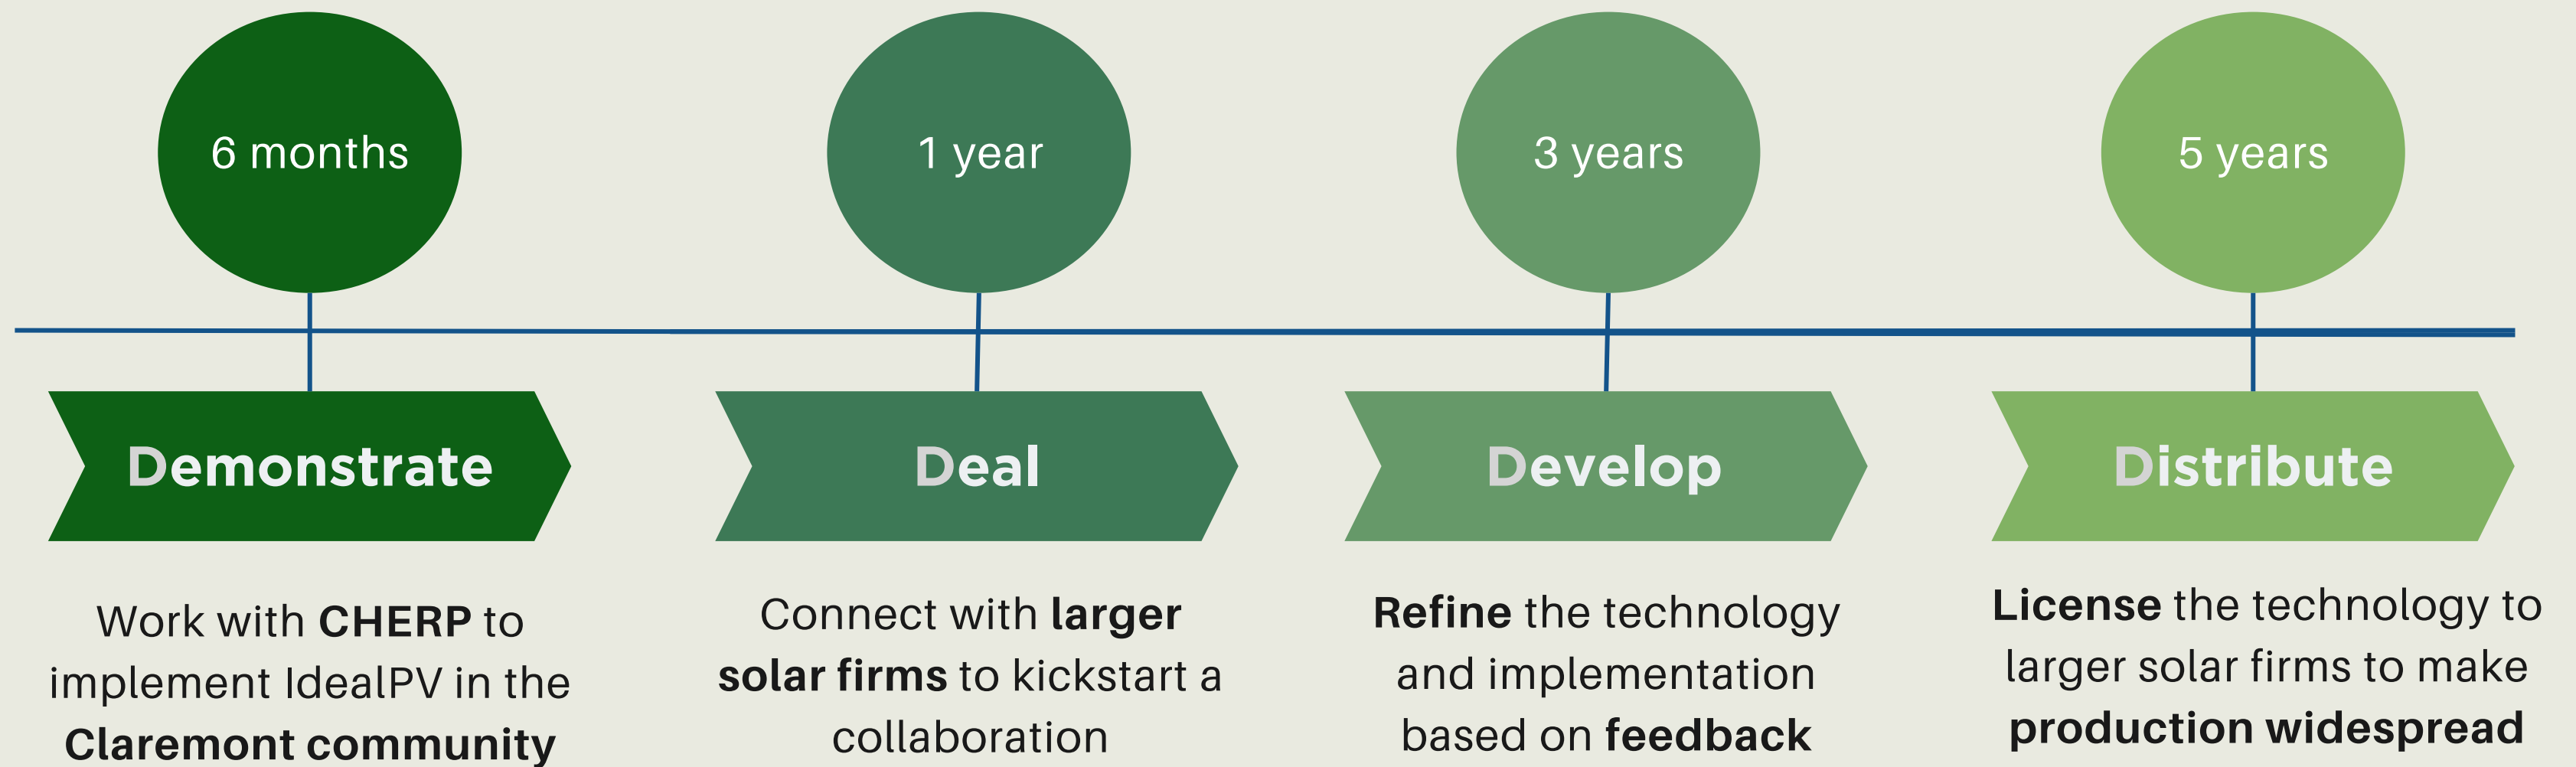 6 months
1 year
3 years
5 years
Demonstrate
Deal
Develop
Distribute
Work with CHERP to
implement IdealPV in the
Claremont community
Connect with larger
solar firms to kickstart a
collaboration
Refine the technology
and implementation
based on feedback
License the technology to
larger solar firms to make
production widespread